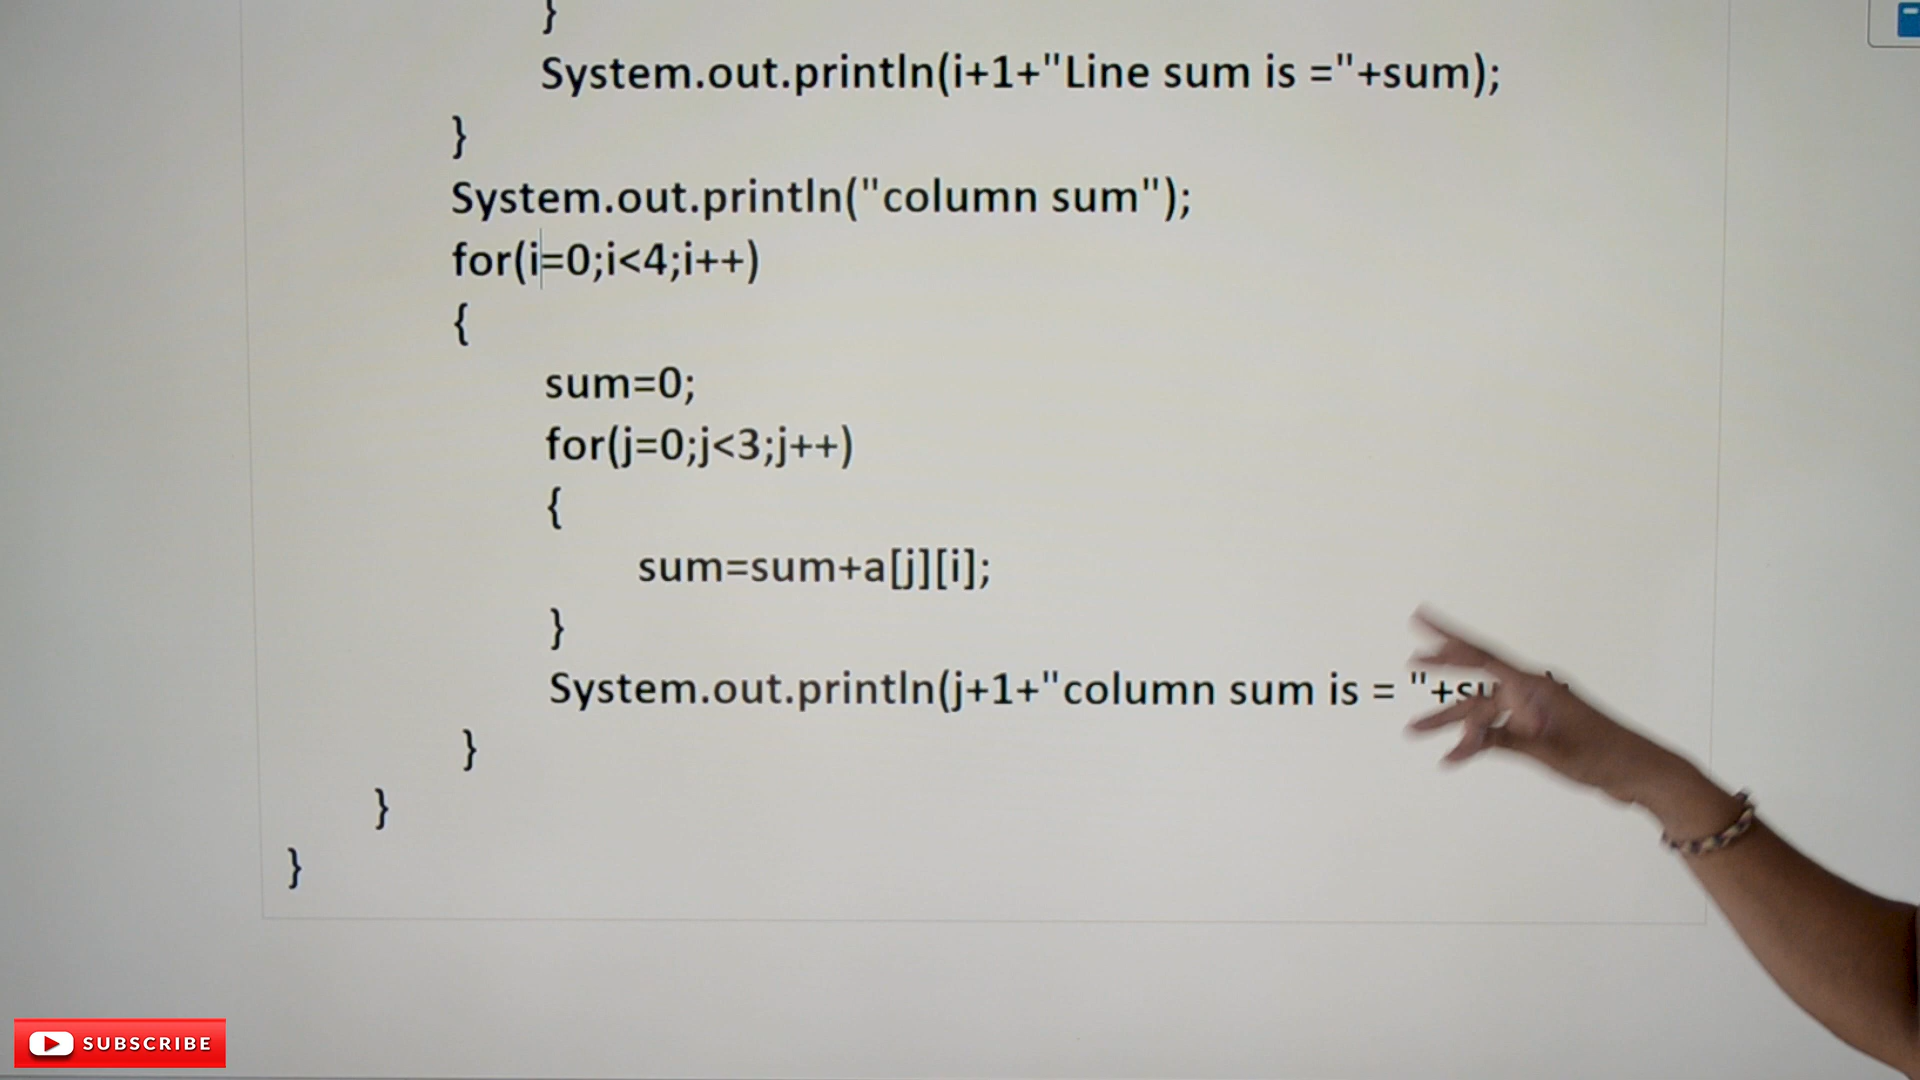 }
System.out.println(i+1+"Line sum is ="+sum);
}
System.out.println("column sum");
for(i=0;i<4;i++)
{
sum=0;
for(j=0;j<3;j++)
{
sum=sum+a[j][i];
}
System.out.println(j+1+"column sum is = "+su
}
}
}
SUBSCRIBE